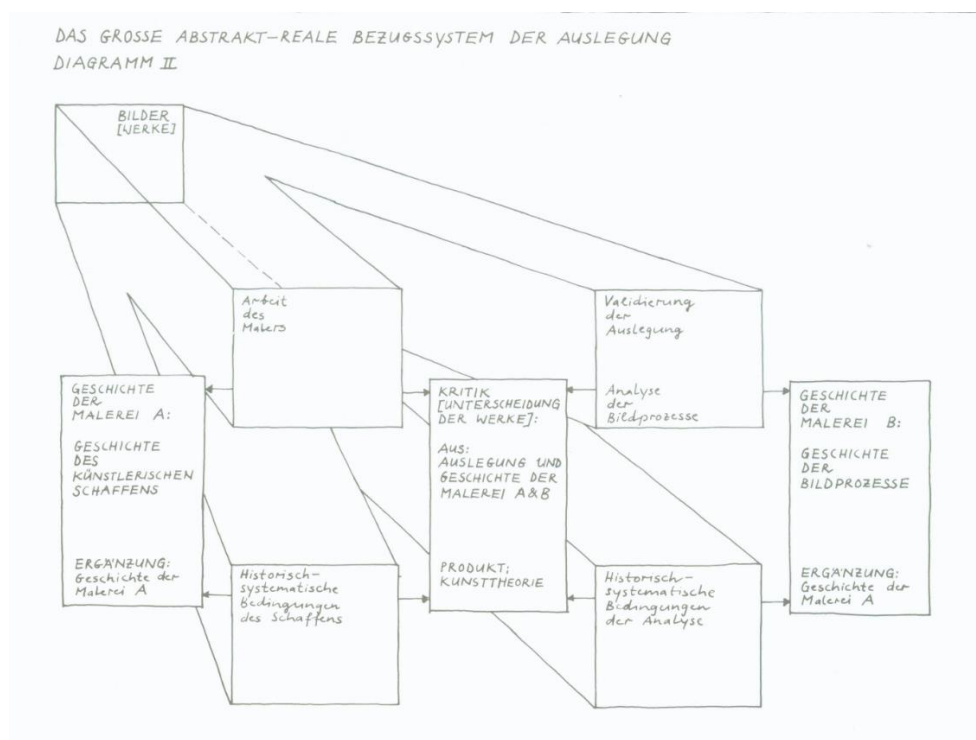 DAS GROSSE ABSTRAKT-REALE BEZUGSSYSTEM DER AUSLEGUNG
DIAGRAMM II
BILDER
[WERKE]
Arbeit
des
Malers
Validierung
der
Auslegung
Analyse
der
Bildprozesse
GESCHICHTE
DER
MALEREI A:
GESCHICHTE
DES
KÜNSTLERISCHEN
SCHAFFENS
ERGÄNZUNG:
Geschichte der
Malerei A
KRITIK
[UNTERSCHEIDUNG
DER WERKE]:
AUS:
AUSLEGUNG UND
GESCHICHTE DER
MALEREI A&B
PRODUKT:
KUNSTTHEORIE
GESCHICHTE
DER
MALEREI B:
GESCHICHTE
DER
BILDPROZESSE
ERGÄNZUNG:
Geschichte der
Malerei A
Historisch-
systematische
Bedingungen
des Schaffens
Historisch-
systematische
Bedingungen
der Analyse